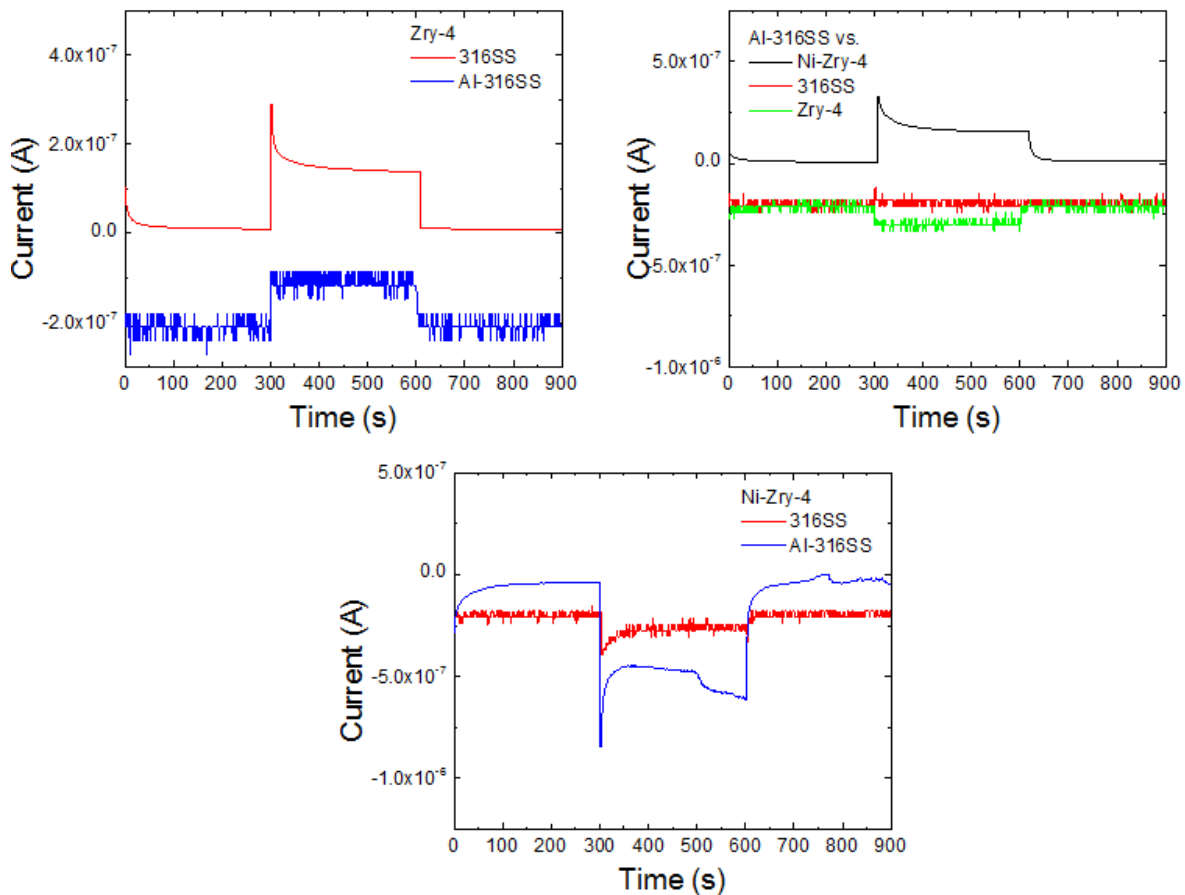 Zry-4
316SS
Al-316SS
4.0x10⁻⁷
2.0x10⁻⁷
0.0
-2.0x10⁻⁷
Current (A)
0 100 200 300 400 500 600 700 800 900
Time (s)
Al-316SS vs.
Ni-Zry-4
316SS
Zry-4
5.0x10⁻⁷
0.0
-5.0x10⁻⁷
-1.0x10⁻⁶
Current (A)
0 100 200 300 400 500 600 700 800 900
Time (s)
Ni-Zry-4
316SS
Al-316SS
5.0x10⁻⁷
0.0
-5.0x10⁻⁷
-1.0x10⁻⁶
Current (A)
0 100 200 300 400 500 600 700 800 900
Time (s)